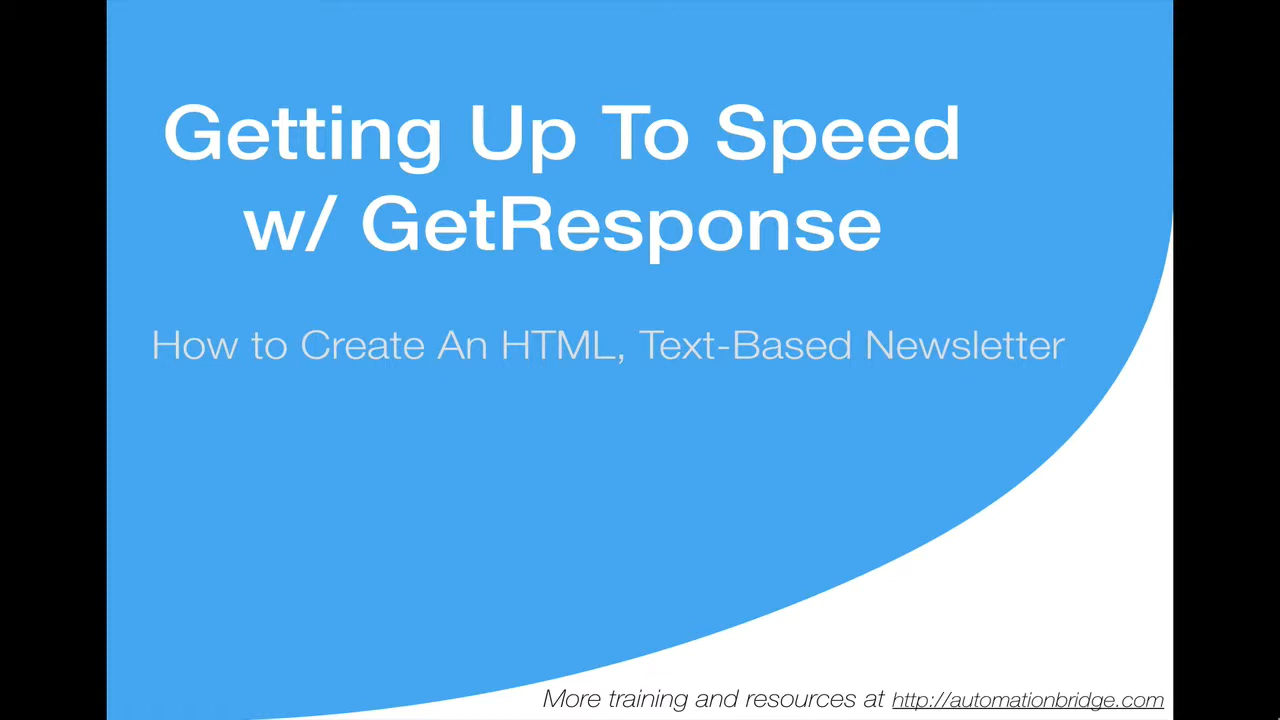 Getting Up To Speed
w/ GetResponse
How to Create An HTML, Text-Based Newsletter
More training and resources at http://automationbridge.com